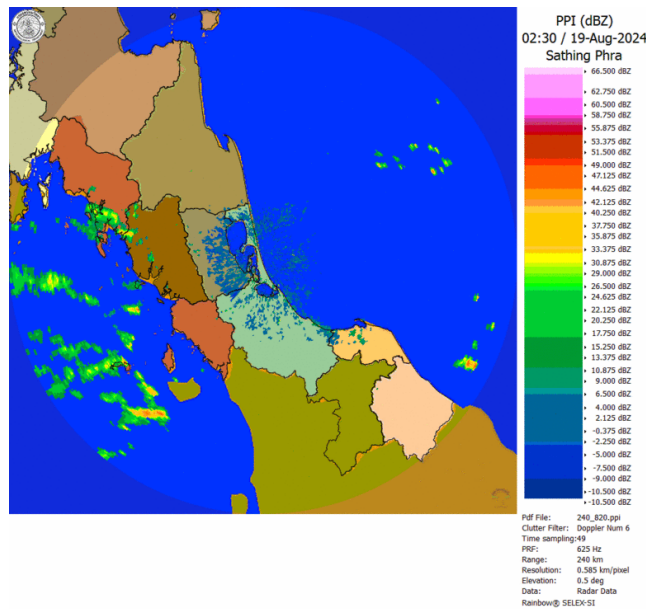 PPI (dBZ)
02:30 / 19-Aug-2024
Sathing Phra
66.500 dBZ
62.750 dBZ
60.500 dBZ
58.750 dBZ
55.875 dBZ
53.375 dBZ
51.500 dBZ
49.000 dBZ
47.125 dBZ
44.625 dBZ
42.125 dBZ
40.250 dBZ
37.750 dBZ
35.875 dBZ
33.375 dBZ
30.875 dBZ
29.000 dBZ
26.500 dBZ
24.625 dBZ
22.125 dBZ
20.250 dBZ
17.750 dBZ
15.250 dBZ
13.375 dBZ
10.875 dBZ
9.000 dBZ
6.500 dBZ
4.000 dBZ
2.125 dBZ
-0.375 dBZ
-2.250 dBZ
-5.000 dBZ
-7.500 dBZ
-9.000 dBZ
-10.500 dBZ
-10.500 dBZ
Pdf File: 240_820.ppi
Clutter Filter: Doppler Num 6
Time sampling:49
PRF: 625 Hz
Range: 240 km
Resolution: 0.585 km/pixel
Elevation: 0.5 deg
Data: Radar Data
Rainbow® SELEX-SI